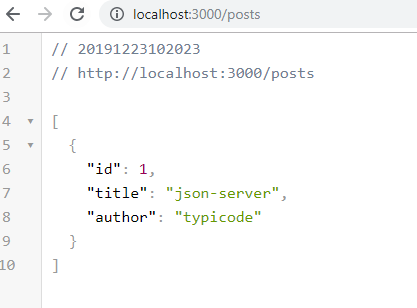 localhost:3000/posts
1 // 20191223102023
2 // http://localhost:3000/posts
3
4 [
5 {
6 "id": 1,
7 "title": "json-server",
8 "author": "typicode"
9 }
10 ]